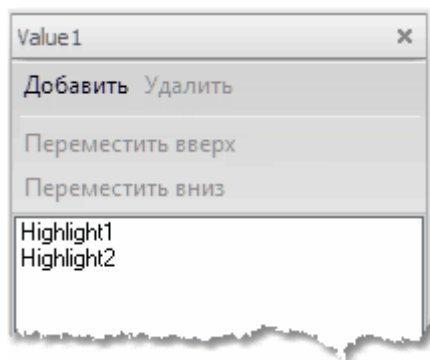 Value1
Добавить Удалить
Переместить вверх
Переместить вниз
Highlight1
Highlight2